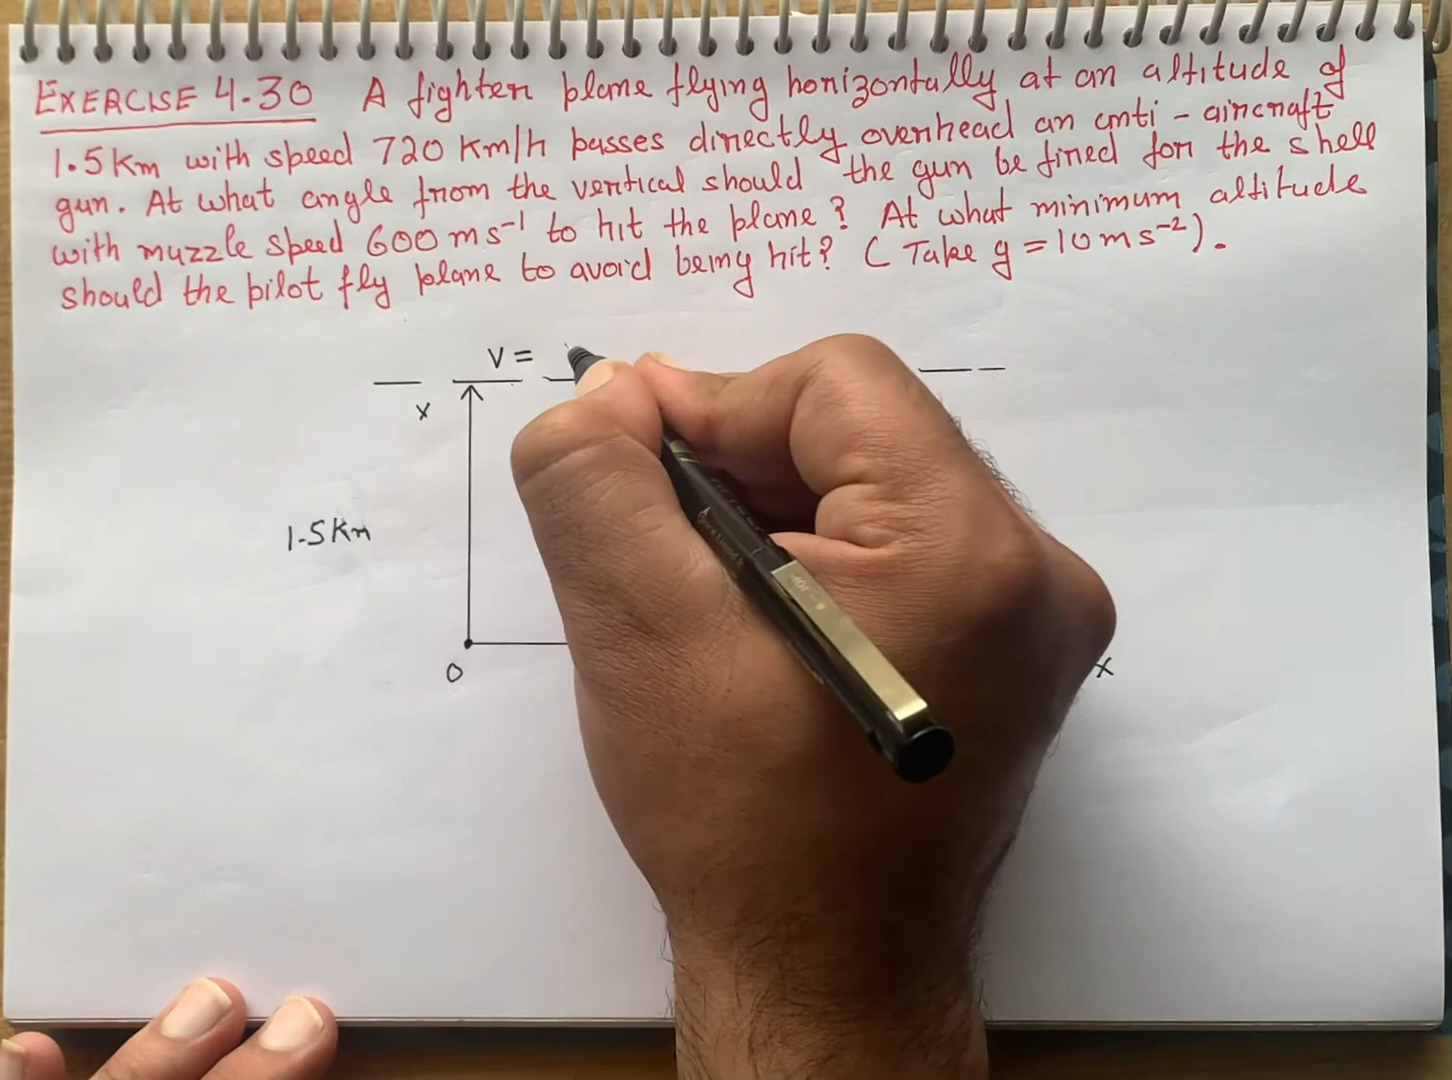 EXERCISE 4.30 A fighter plane flying horizontally at an altitude of
1.5 Km with speed 720 Km/h passes directly overhead an anti-aircraft
gun. At what angle from the vertical should the gun be fired for the shell
with muzzle speed 600 ms⁻¹ to hit the plane? At what minimum altitude
should the pilot fly plane to avoid being hit? (Take g = 10 ms⁻²).
V =
x
1.5 Km
O
X